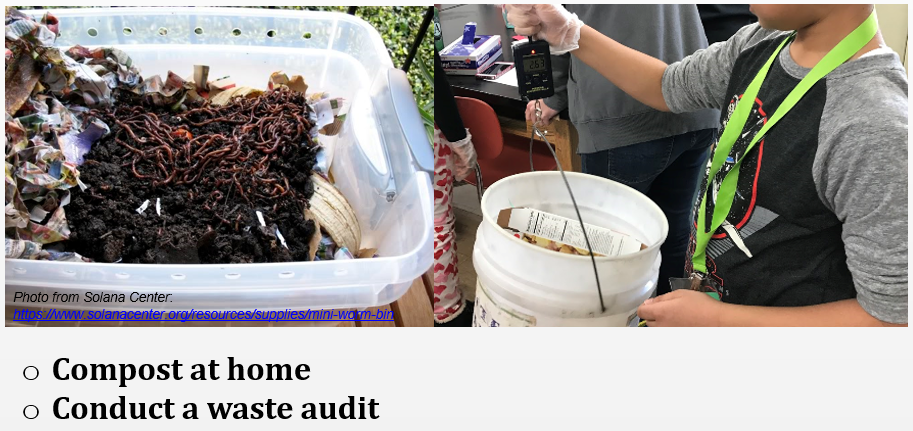 Photo from Solana Center:
https://www.solanacenter.org/resources/supplies/mini-worm-bin
o Compost at home
o Conduct a waste audit